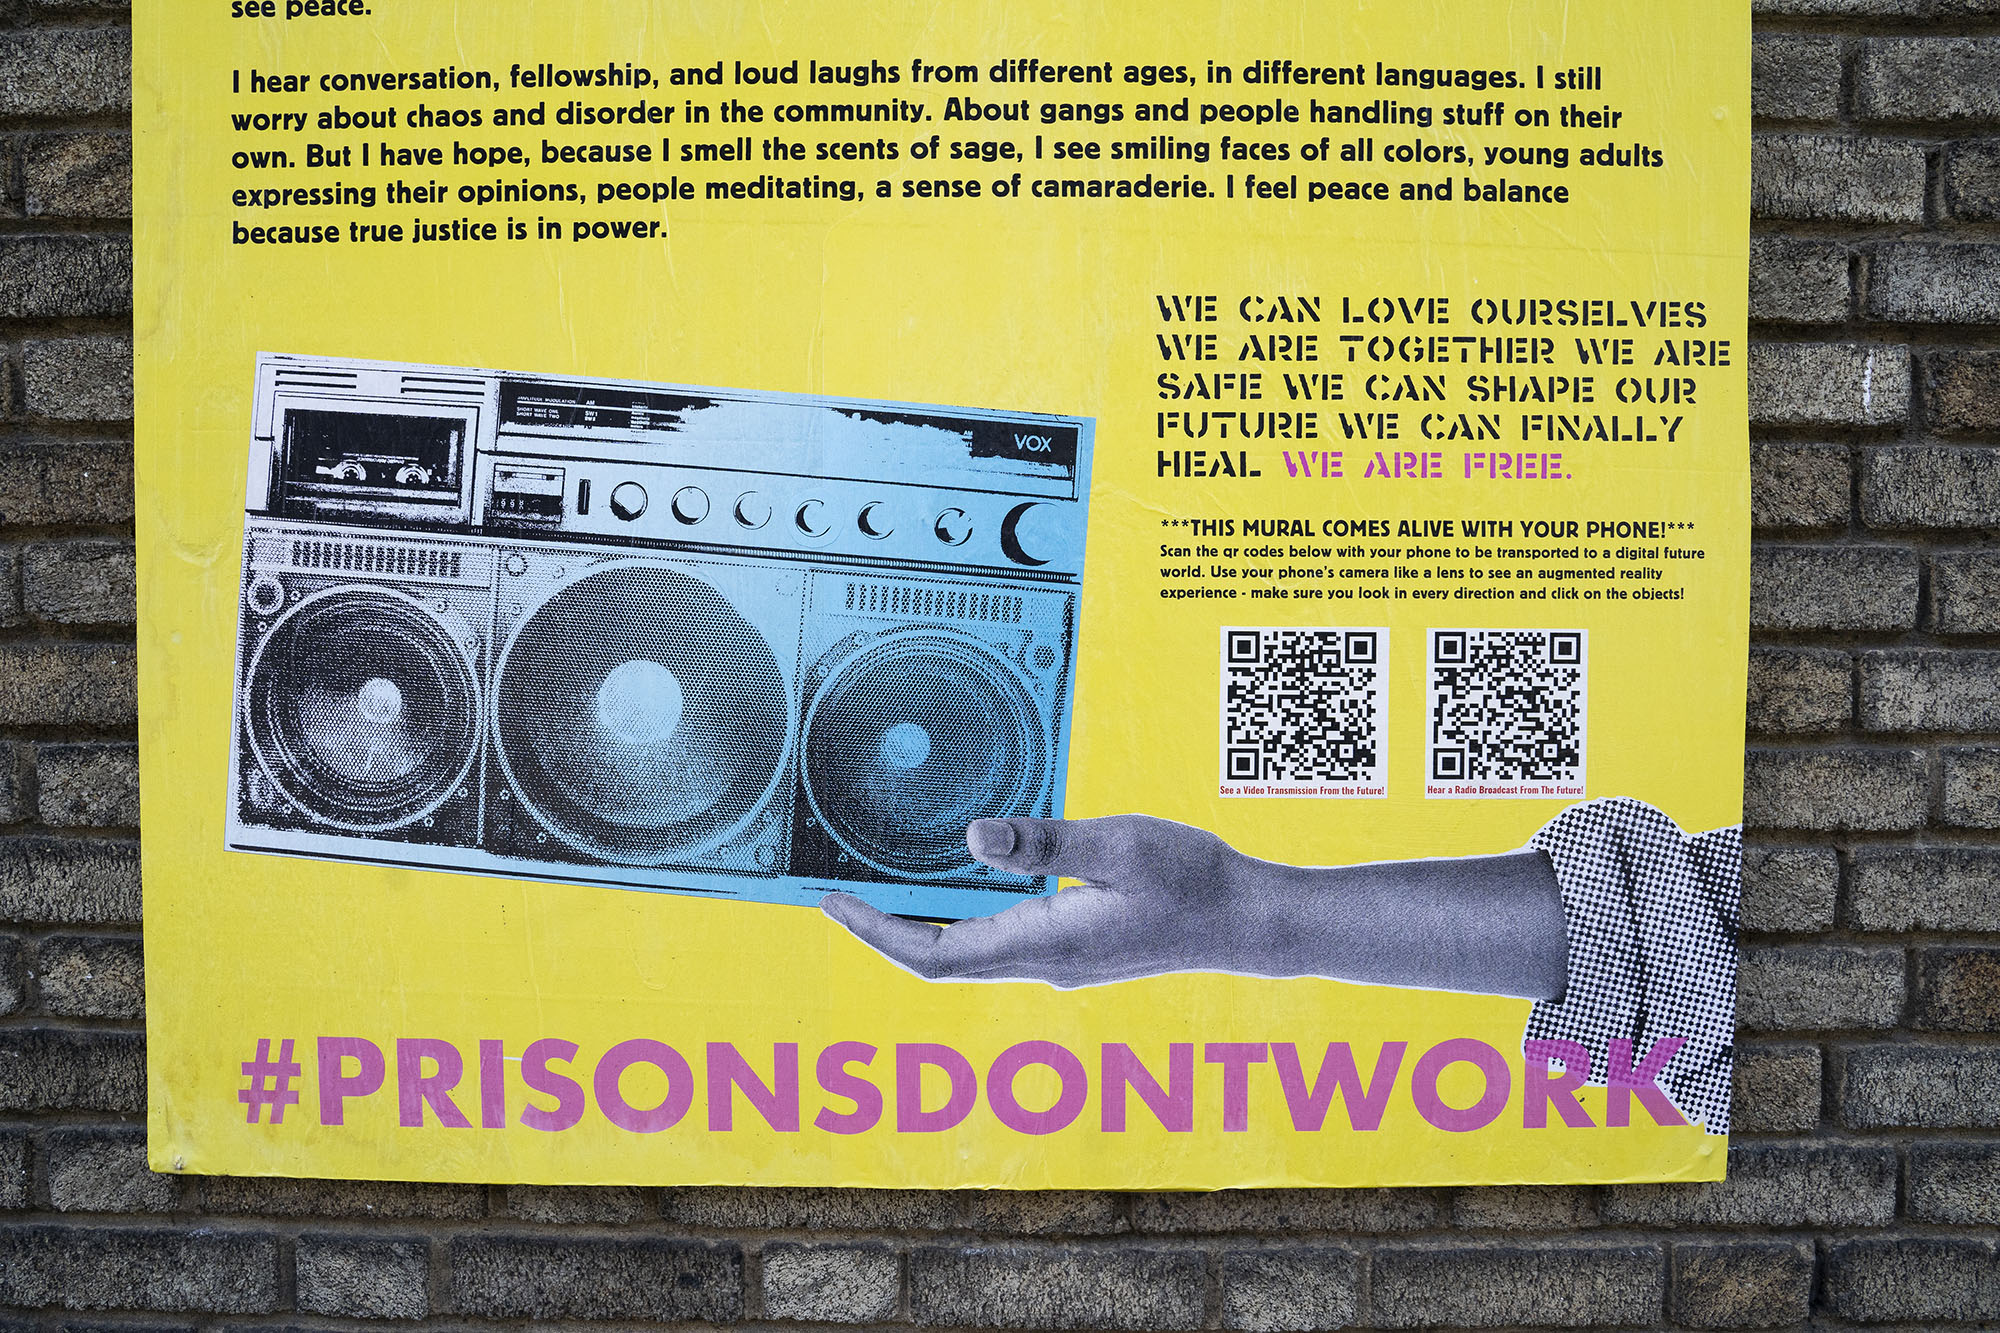 see peace.
I hear conversation, fellowship, and loud laughs from different ages, in different languages. I still
worry about chaos and disorder in the community. About gangs and people handling stuff on their
own. But I have hope, because I smell the scents of sage, I see smiling faces of all colors, young adults
expressing their opinions, people meditating, a sense of camaraderie. I feel peace and balance
because true justice is in power.
WE CAN LOVE OURSELVES
WE ARE TOGETHER WE ARE
SAFE WE CAN SHAPE OUR
FUTURE WE CAN FINALLY
HEAL WE ARE FREE.
***THIS MURAL COMES ALIVE WITH YOUR PHONE!***
Scan the qr codes below with your phone to be transported to a digital future
world. Use your phone's camera like a lens to see an augmented reality
experience - make sure you look in every direction and click on the objects!
See a Video Transmission From the Future!
Hear a Radio Broadcast From The Future!
AM
SHORT WAVE ONE SW1
SHORT WAVE TWO
AM
VOX
#PRISONSDONTWORK